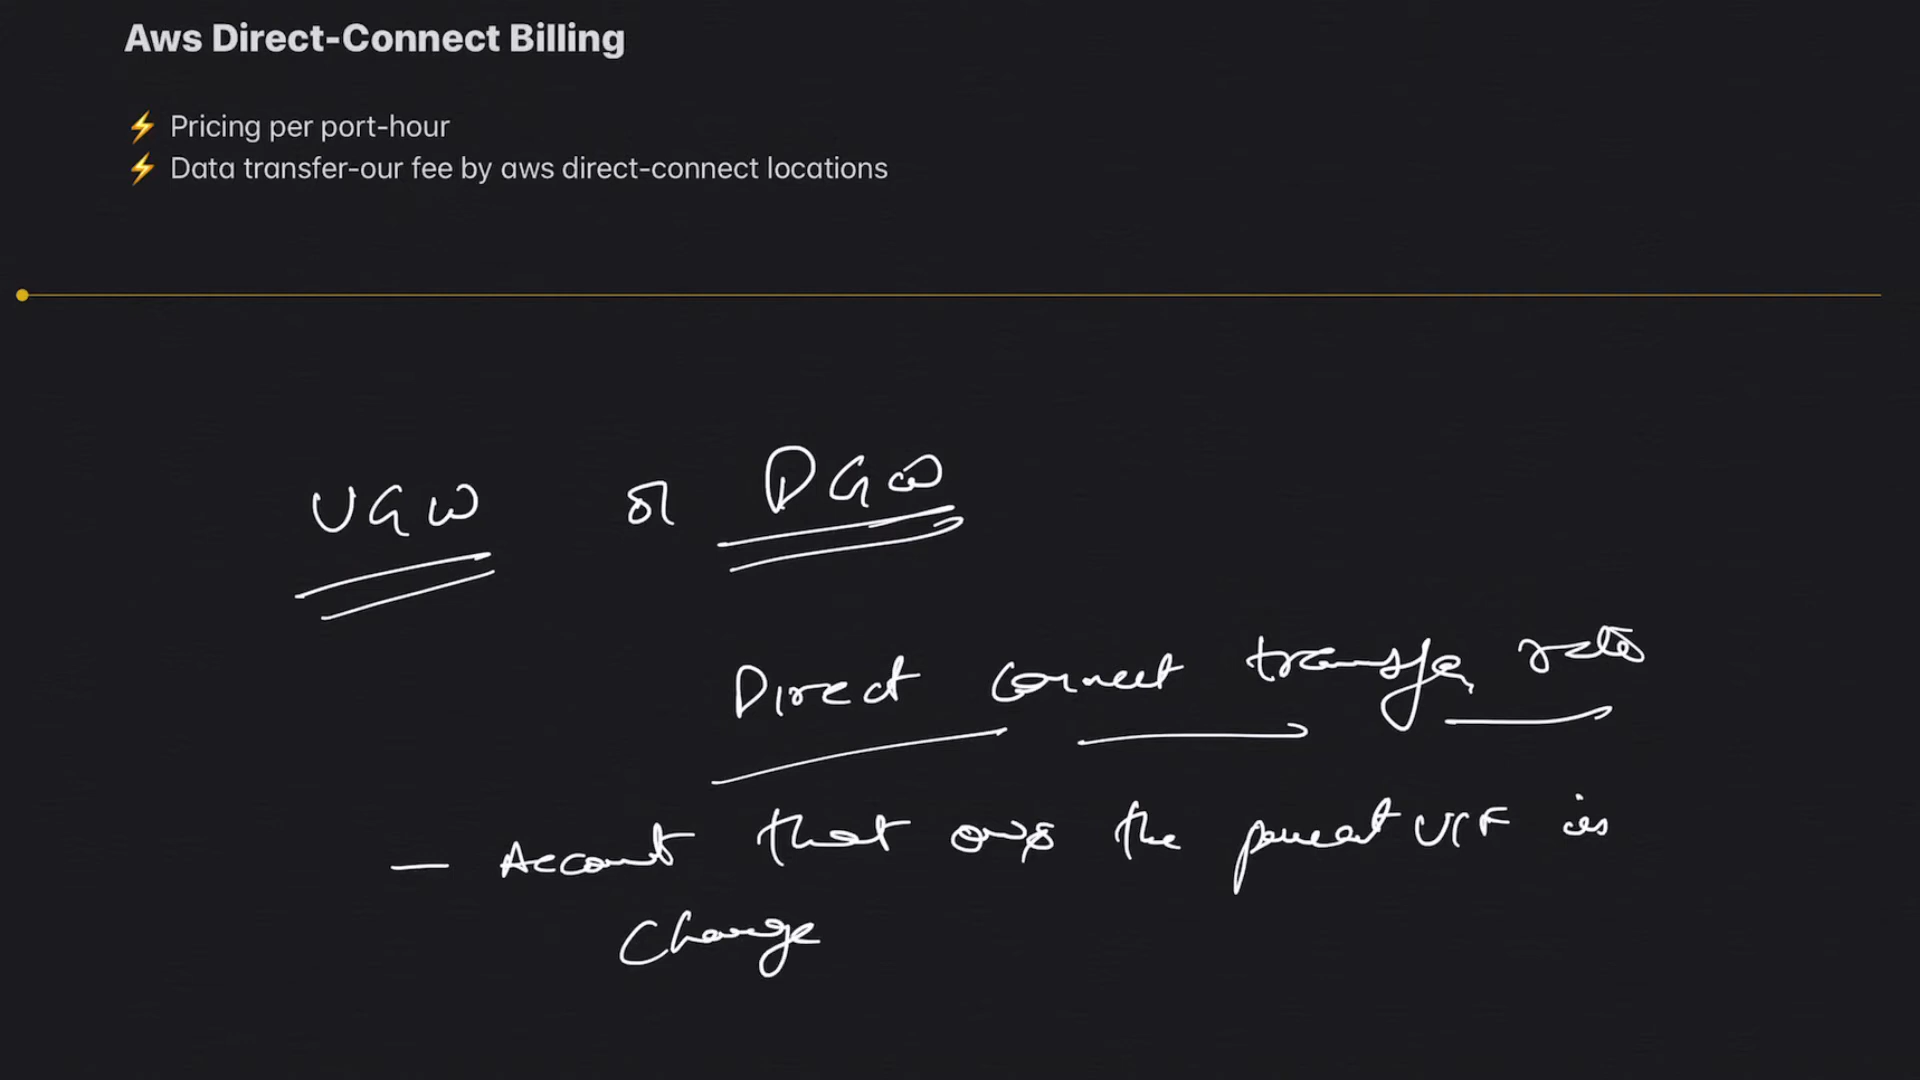 Aws Direct-Connect Billing
⚡ Pricing per port-hour
⚡ Data transfer-our fee by aws direct-connect locations
VGW or DGW
Direct connect transfer rate
— Account that owns the parent VIF is
Charge